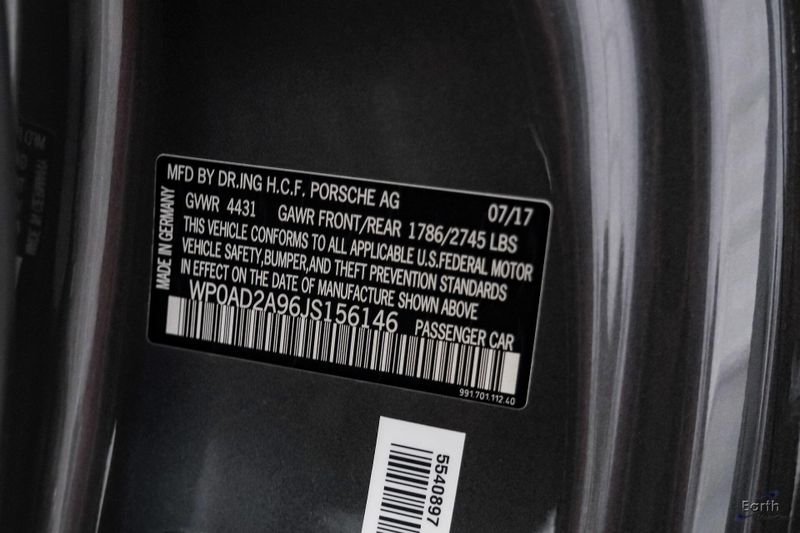 MFD BY DR.ING H.C.F. PORSCHE AG 07/17
GVWR 4431 GAWR FRONT/REAR 1786/2745 LBS
THIS VEHICLE CONFORMS TO ALL APPLICABLE U.S.FEDERAL MOTOR
VEHICLE SAFETY,BUMPER,AND THEFT PREVENTION STANDARDS
IN EFFECT ON THE DATE OF MANUFACTURE SHOWN ABOVE
WP0AD2A96JS156146 PASSENGER CAR
MADE IN GERMANY
991.701.112.40
5540897
Earth